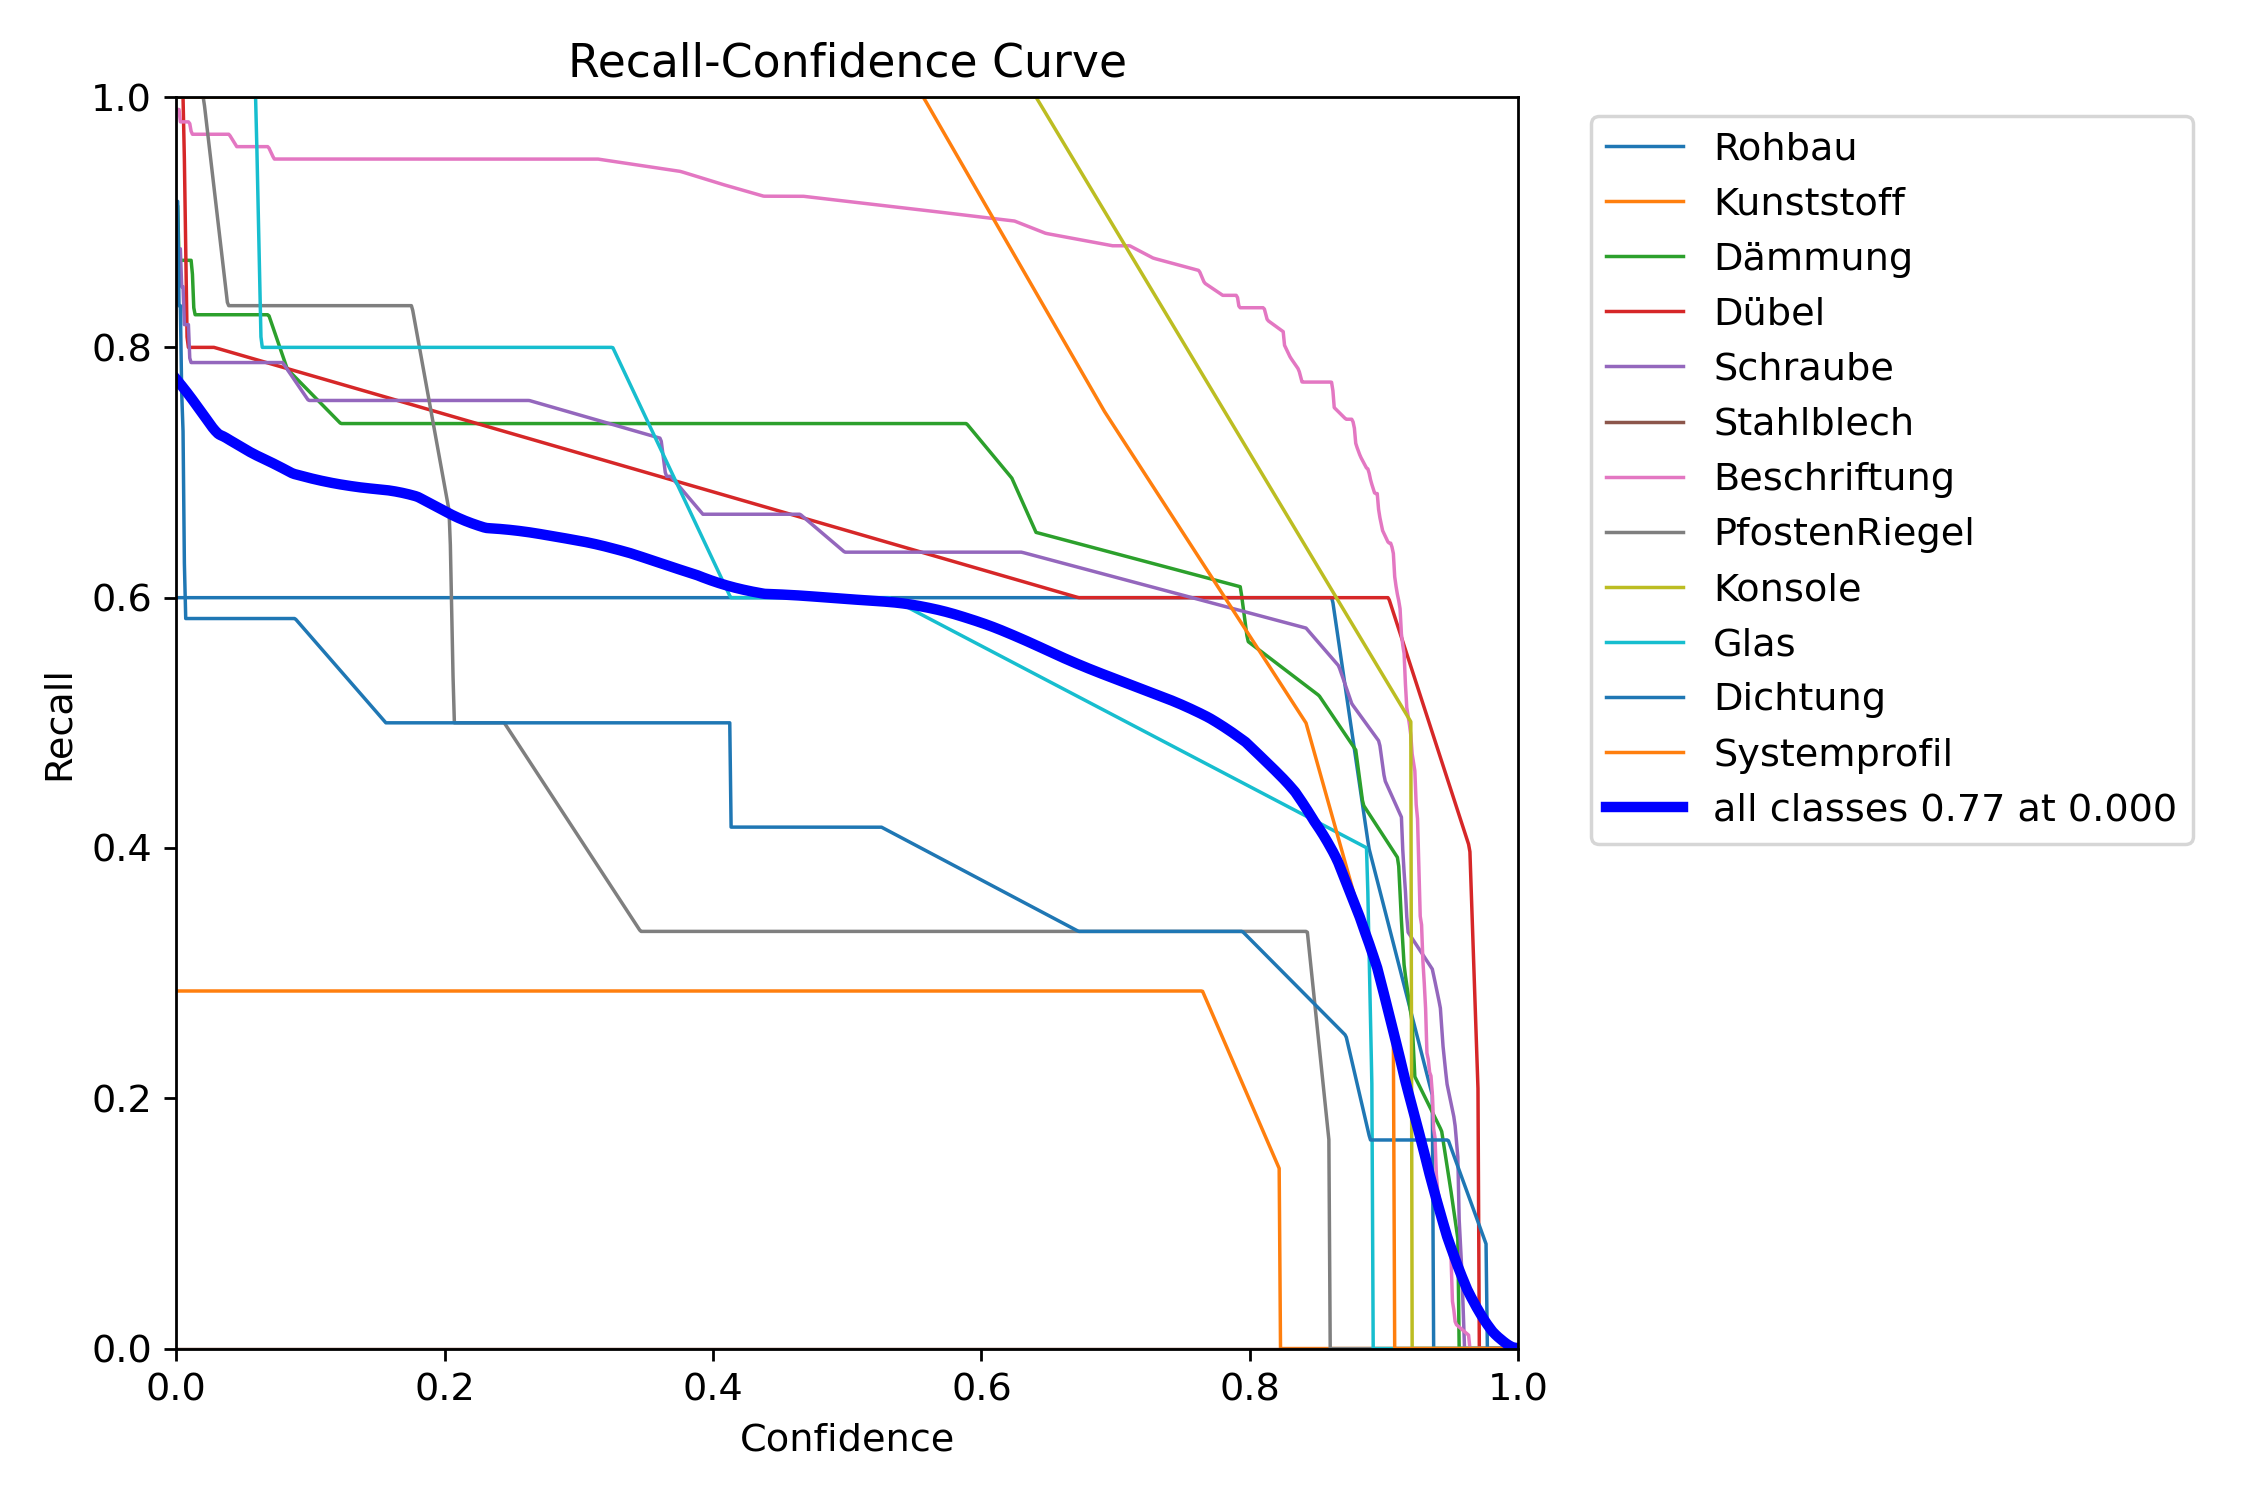 Recall-Confidence Curve
1.0
0.8
0.6
0.4
0.2
0.0
Recall
0.0 0.2 0.4 0.6 0.8 1.0
Confidence
Rohbau
Kunststoff
Dämmung
Dübel
Schraube
Stahlblech
Beschriftung
PfostenRiegel
Konsole
Glas
Dichtung
Systemprofil
all classes 0.77 at 0.000